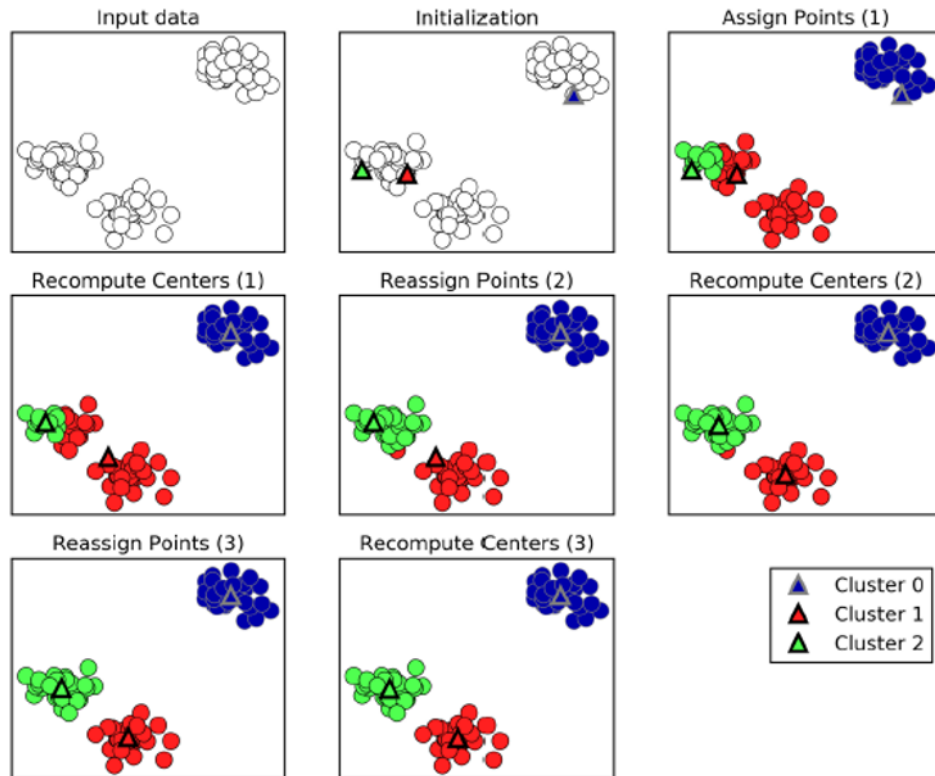 Input data
Initialization
Assign Points (1)
Recompute Centers (1)
Reassign Points (2)
Recompute Centers (2)
Reassign Points (3)
Recompute Centers (3)
Cluster 0
Cluster 1
Cluster 2